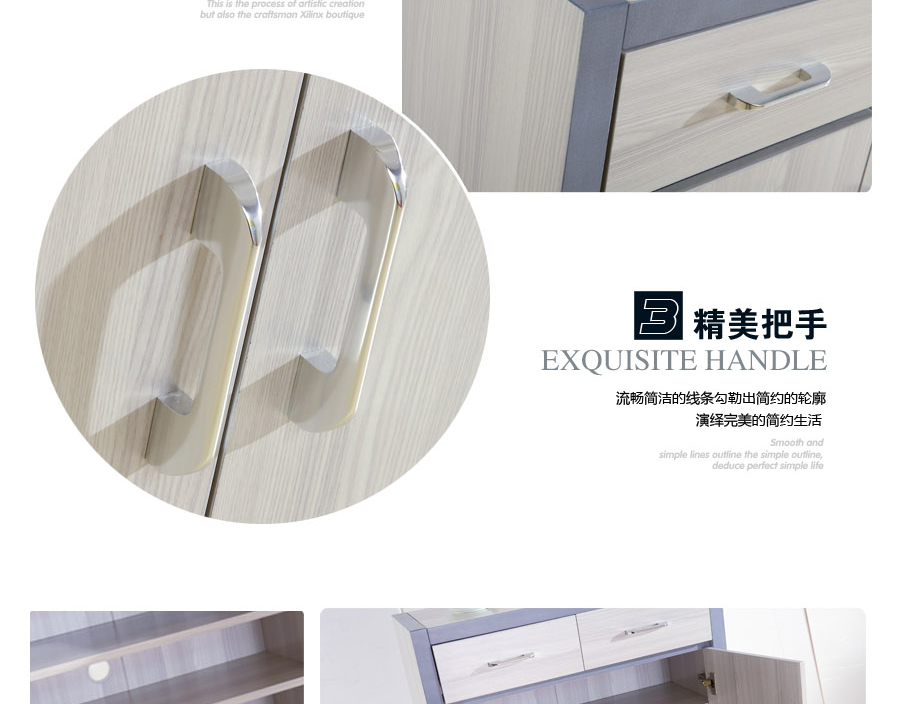 This is the process of artistic creation
but also the craftsman Xilinx boutique
3 精美把手
EXQUISITE HANDLE
流畅简洁的线条勾勒出简约的轮廓
演绎完美的简约生活
Smooth and
simple lines outline the simple outline,
deduce perfect simple life